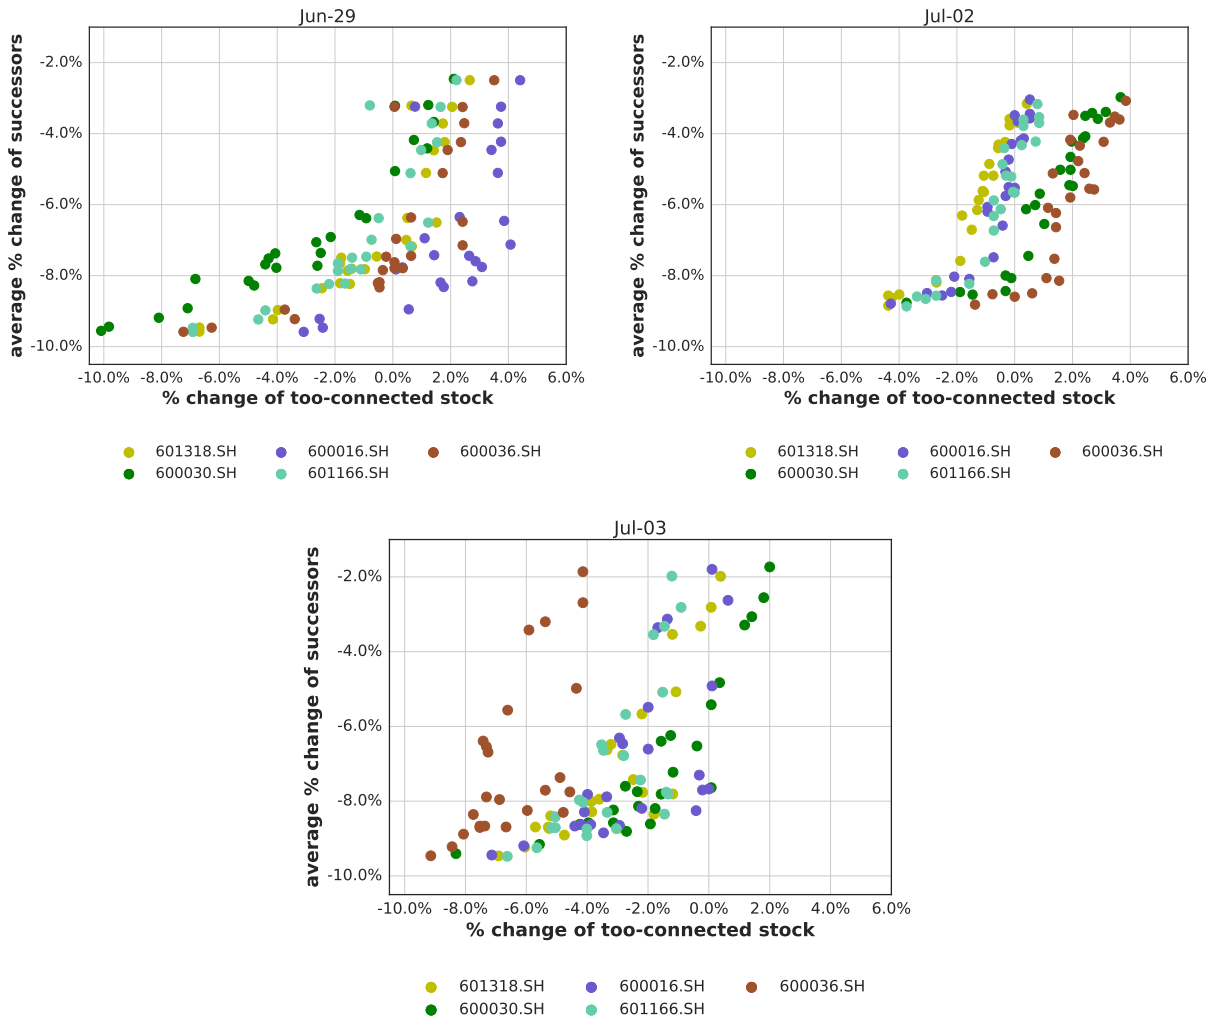 Jun-29
average % change of successors
-2.0%
-4.0%
-6.0%
-8.0%
-10.0%
-10.0% -8.0% -6.0% -4.0% -2.0% 0.0% 2.0% 4.0% 6.0%
% change of too-connected stock
601318.SH 600016.SH 600036.SH
600030.SH 601166.SH
Jul-02
average % change of successors
-2.0%
-4.0%
-6.0%
-8.0%
-10.0%
-10.0% -8.0% -6.0% -4.0% -2.0% 0.0% 2.0% 4.0% 6.0%
% change of too-connected stock
601318.SH 600016.SH 600036.SH
600030.SH 601166.SH
Jul-03
average % change of successors
-2.0%
-4.0%
-6.0%
-8.0%
-10.0%
-10.0% -8.0% -6.0% -4.0% -2.0% 0.0% 2.0% 4.0% 6.0%
% change of too-connected stock
601318.SH 600016.SH 600036.SH
600030.SH 601166.SH